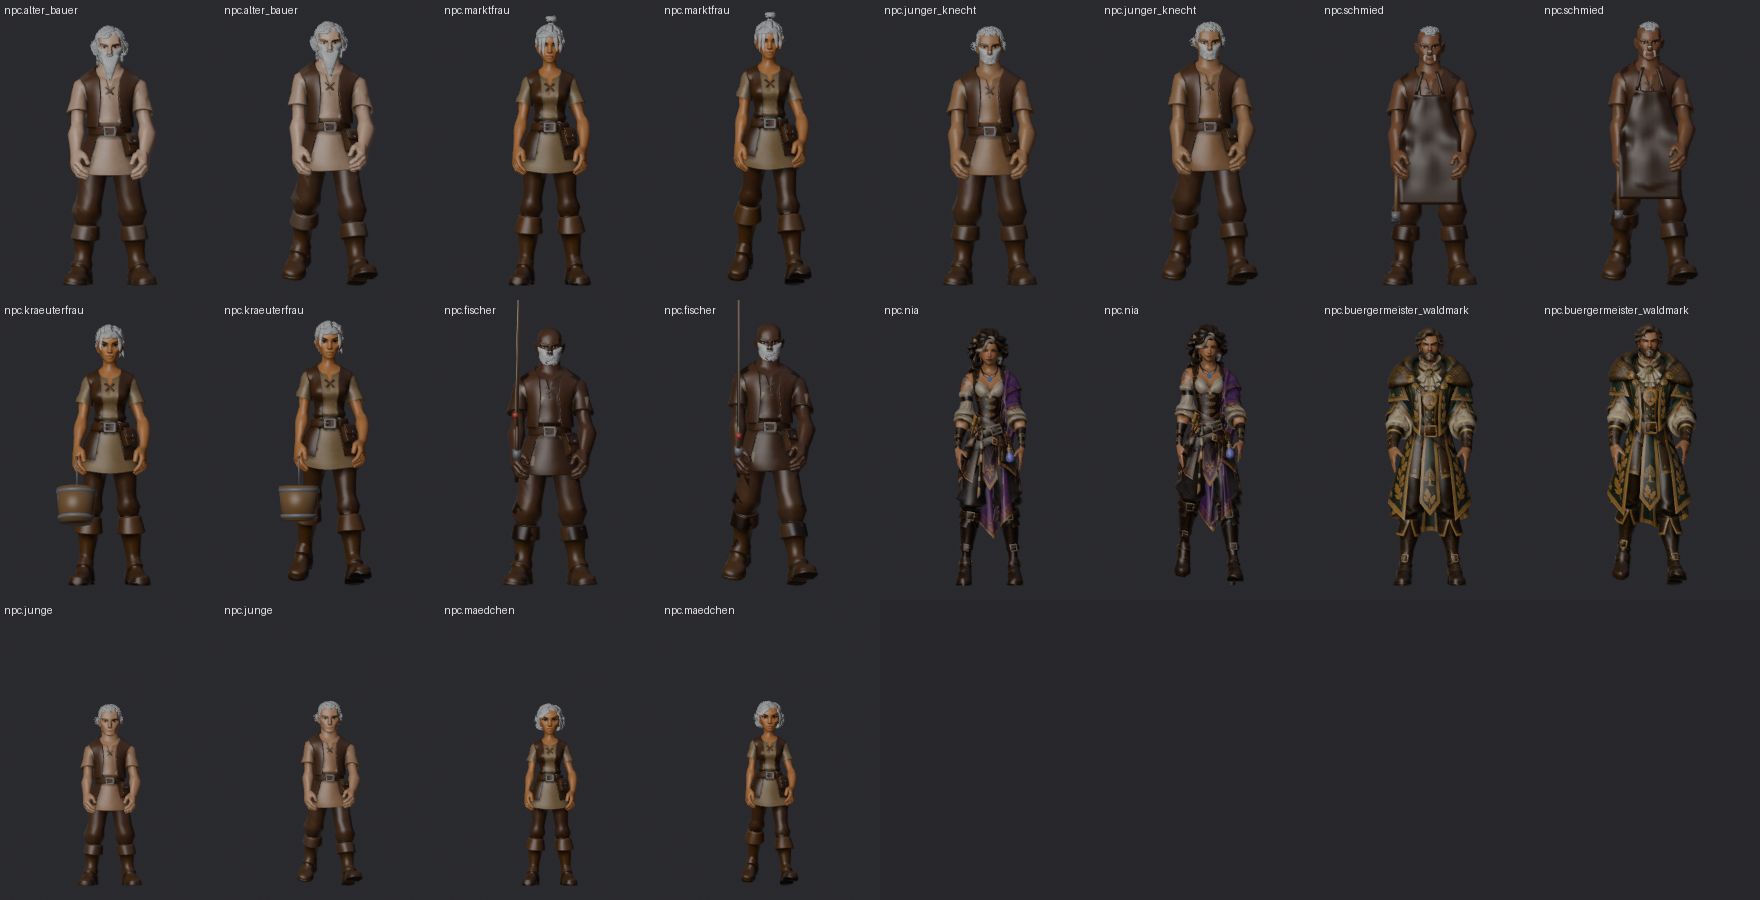 npc.alter_bauer
npc.alter_bauer
npc.marktfrau
npc.marktfrau
npc.junger_knecht
npc.junger_knecht
npc.schmied
npc.schmied
npc.kraeuterfrau
npc.kraeuterfrau
npc.fischer
npc.fischer
npc.nia
npc.nia
npc.buergermeister_waldmark
npc.buergermeister_waldmark
npc.junge
npc.junge
npc.maedchen
npc.maedchen